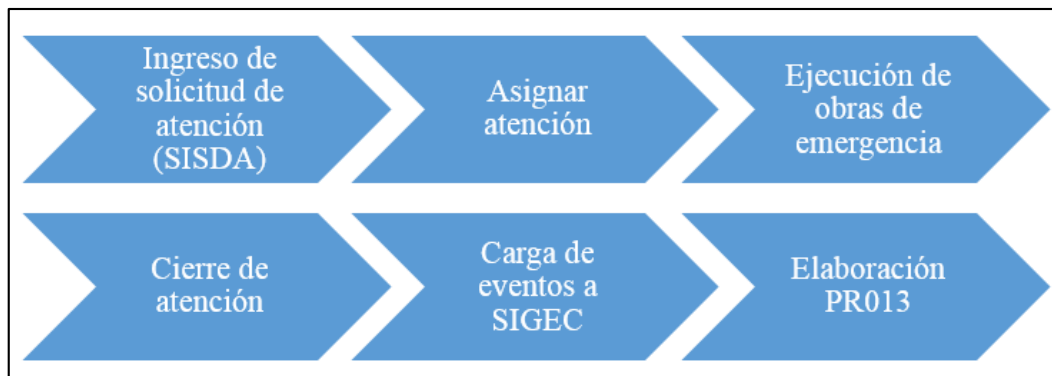 Ingreso de
solicitud de
atención
(SISDA)
Asignar
atención
Ejecución de
obras de
emergencia
Cierre de
atención
Carga de
eventos a
SIGEC
Elaboración
PR013